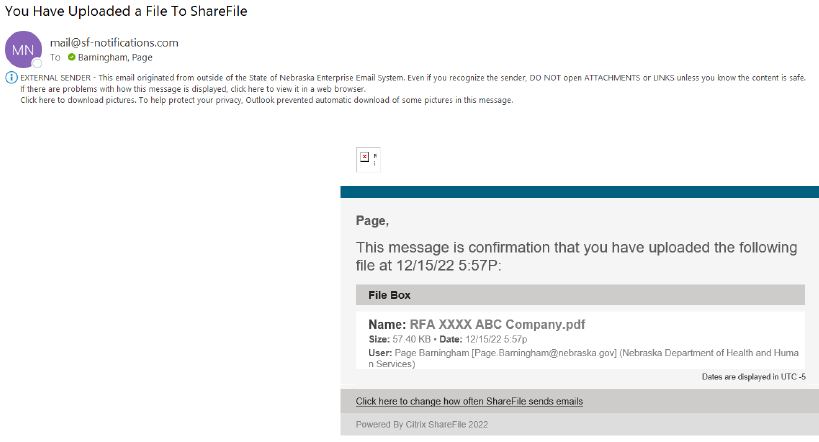 You Have Uploaded a File To ShareFile
MN
mail@sf-notifications.com
To Barningham, Page
EXTERNAL SENDER - This email originated from outside of the State of Nebraska Enterprise Email System. Even if you recognize the sender, DO NOT open ATTACHMENTS or LINKS unless you know the content is safe.
If there are problems with how this message is displayed, click here to view it in a web browser.
Click here to download pictures. To help protect your privacy, Outlook prevented automatic download of some pictures in this message.
Page,
This message is confirmation that you have uploaded the following
file at 12/15/22 5:57P:
File Box
Name: RFA XXXX ABC Company.pdf
Size: 57.40 KB • Date: 12/15/22 5:57p
User: Page Barningham [Page.Barningham@nebraska.gov] (Nebraska Department of Health and Huma
n Services)
Dates are displayed in UTC -5
Click here to change how often ShareFile sends emails
Powered By Citrix ShareFile 2022